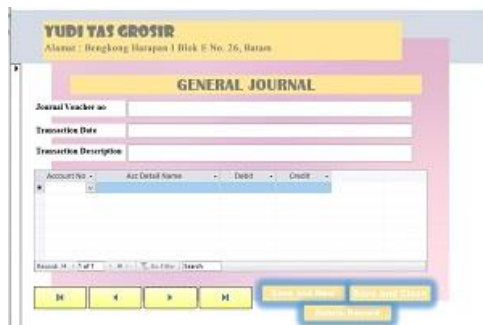 YUDI TAS GROSIR
Alamat : Bengkong Harapan I Blok E No. 26, Batam
GENERAL JOURNAL
Journal Voucher no
Transaction Date
Transaction Description
Account No Acc Detail Name Debit Credit
Record: 1 of 1 No Filter Search
Save and New Save and Close
Delete Record